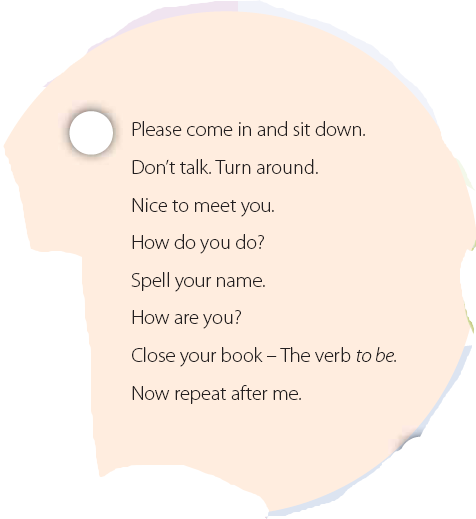 Please come in and sit down.
Don’t talk. Turn around.
Nice to meet you.
How do you do?
Spell your name.
How are you?
Close your book – The verb to be.
Now repeat after me.